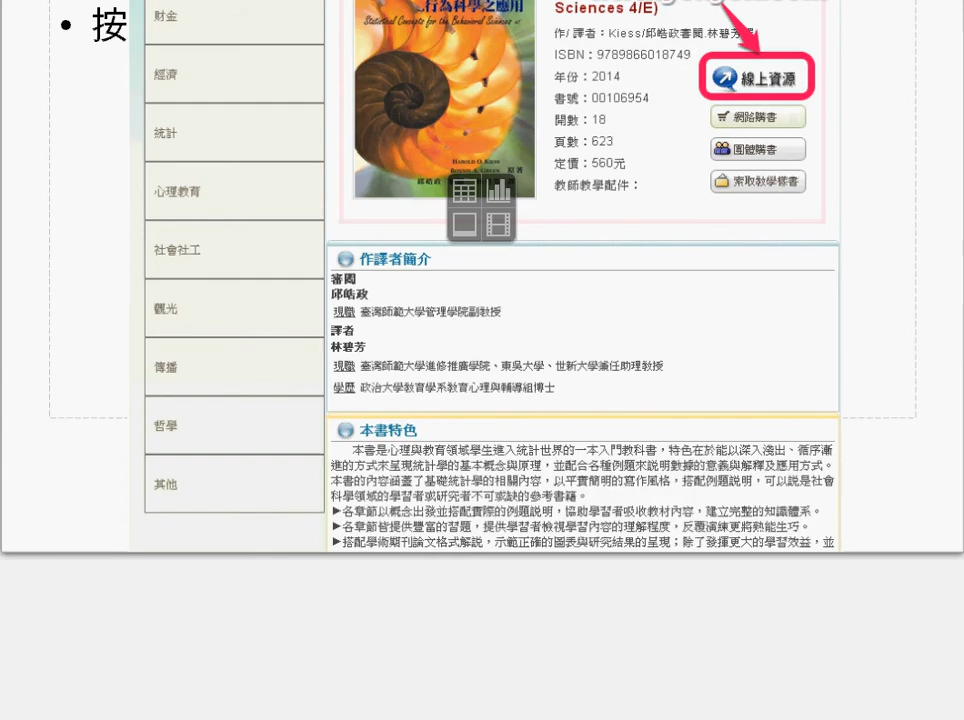 • 按
財金
經濟
統計
心理教育
社會社工
觀光
傳播
哲學
其他
行為科學之應用
Statistical Concepts for the Behavioral Sciences 4/e
HAROLD O. KIESS
BONNIE A. GREEN 原著
Sciences 4/E)
作/ 譯者：Kiess/邱皓政審閱.林碧芳
ISBN：9789866018749
年份：2014
書號：00106954
開數：18
頁數：623
定價：560元
教師教學配件：
線上資源
網路購書
團體購書
索取教學樣書
作譯者簡介
審閱
邱皓政
現職 臺灣師範大學管理學院副教授
譯者
林碧芳
現職 臺灣師範大學進修推廣學院、東吳大學、世新大學兼任助理教授
學歷 政治大學教育學系教育心理與輔導組博士
本書特色
本書是心理與教育領域學生進入統計世界的一本入門教科書，特色在於能以深入淺出、循序漸
進的方式來呈現統計學的基本概念與原理，並配合各種例題來說明數據的意義與解釋及應用方式。
本書的內容涵蓋了基礎統計學的相關內容，以平實簡明的寫作風格，搭配例題說明，可以說是社會
科學領域的學習者或研究者不可或缺的參考書籍。
►各章節以概念出發並搭配實際的例題說明，協助學習者吸收教材內容，建立完整的知識體系。
►各章節皆提供豐富的習題，提供學習者檢視學習內容的理解程度，反覆演練更將熟能生巧。
►搭配學術期刊論文格式解說，示範正確的圖表與研究結果的呈現；除了發揮更大的學習效益，並